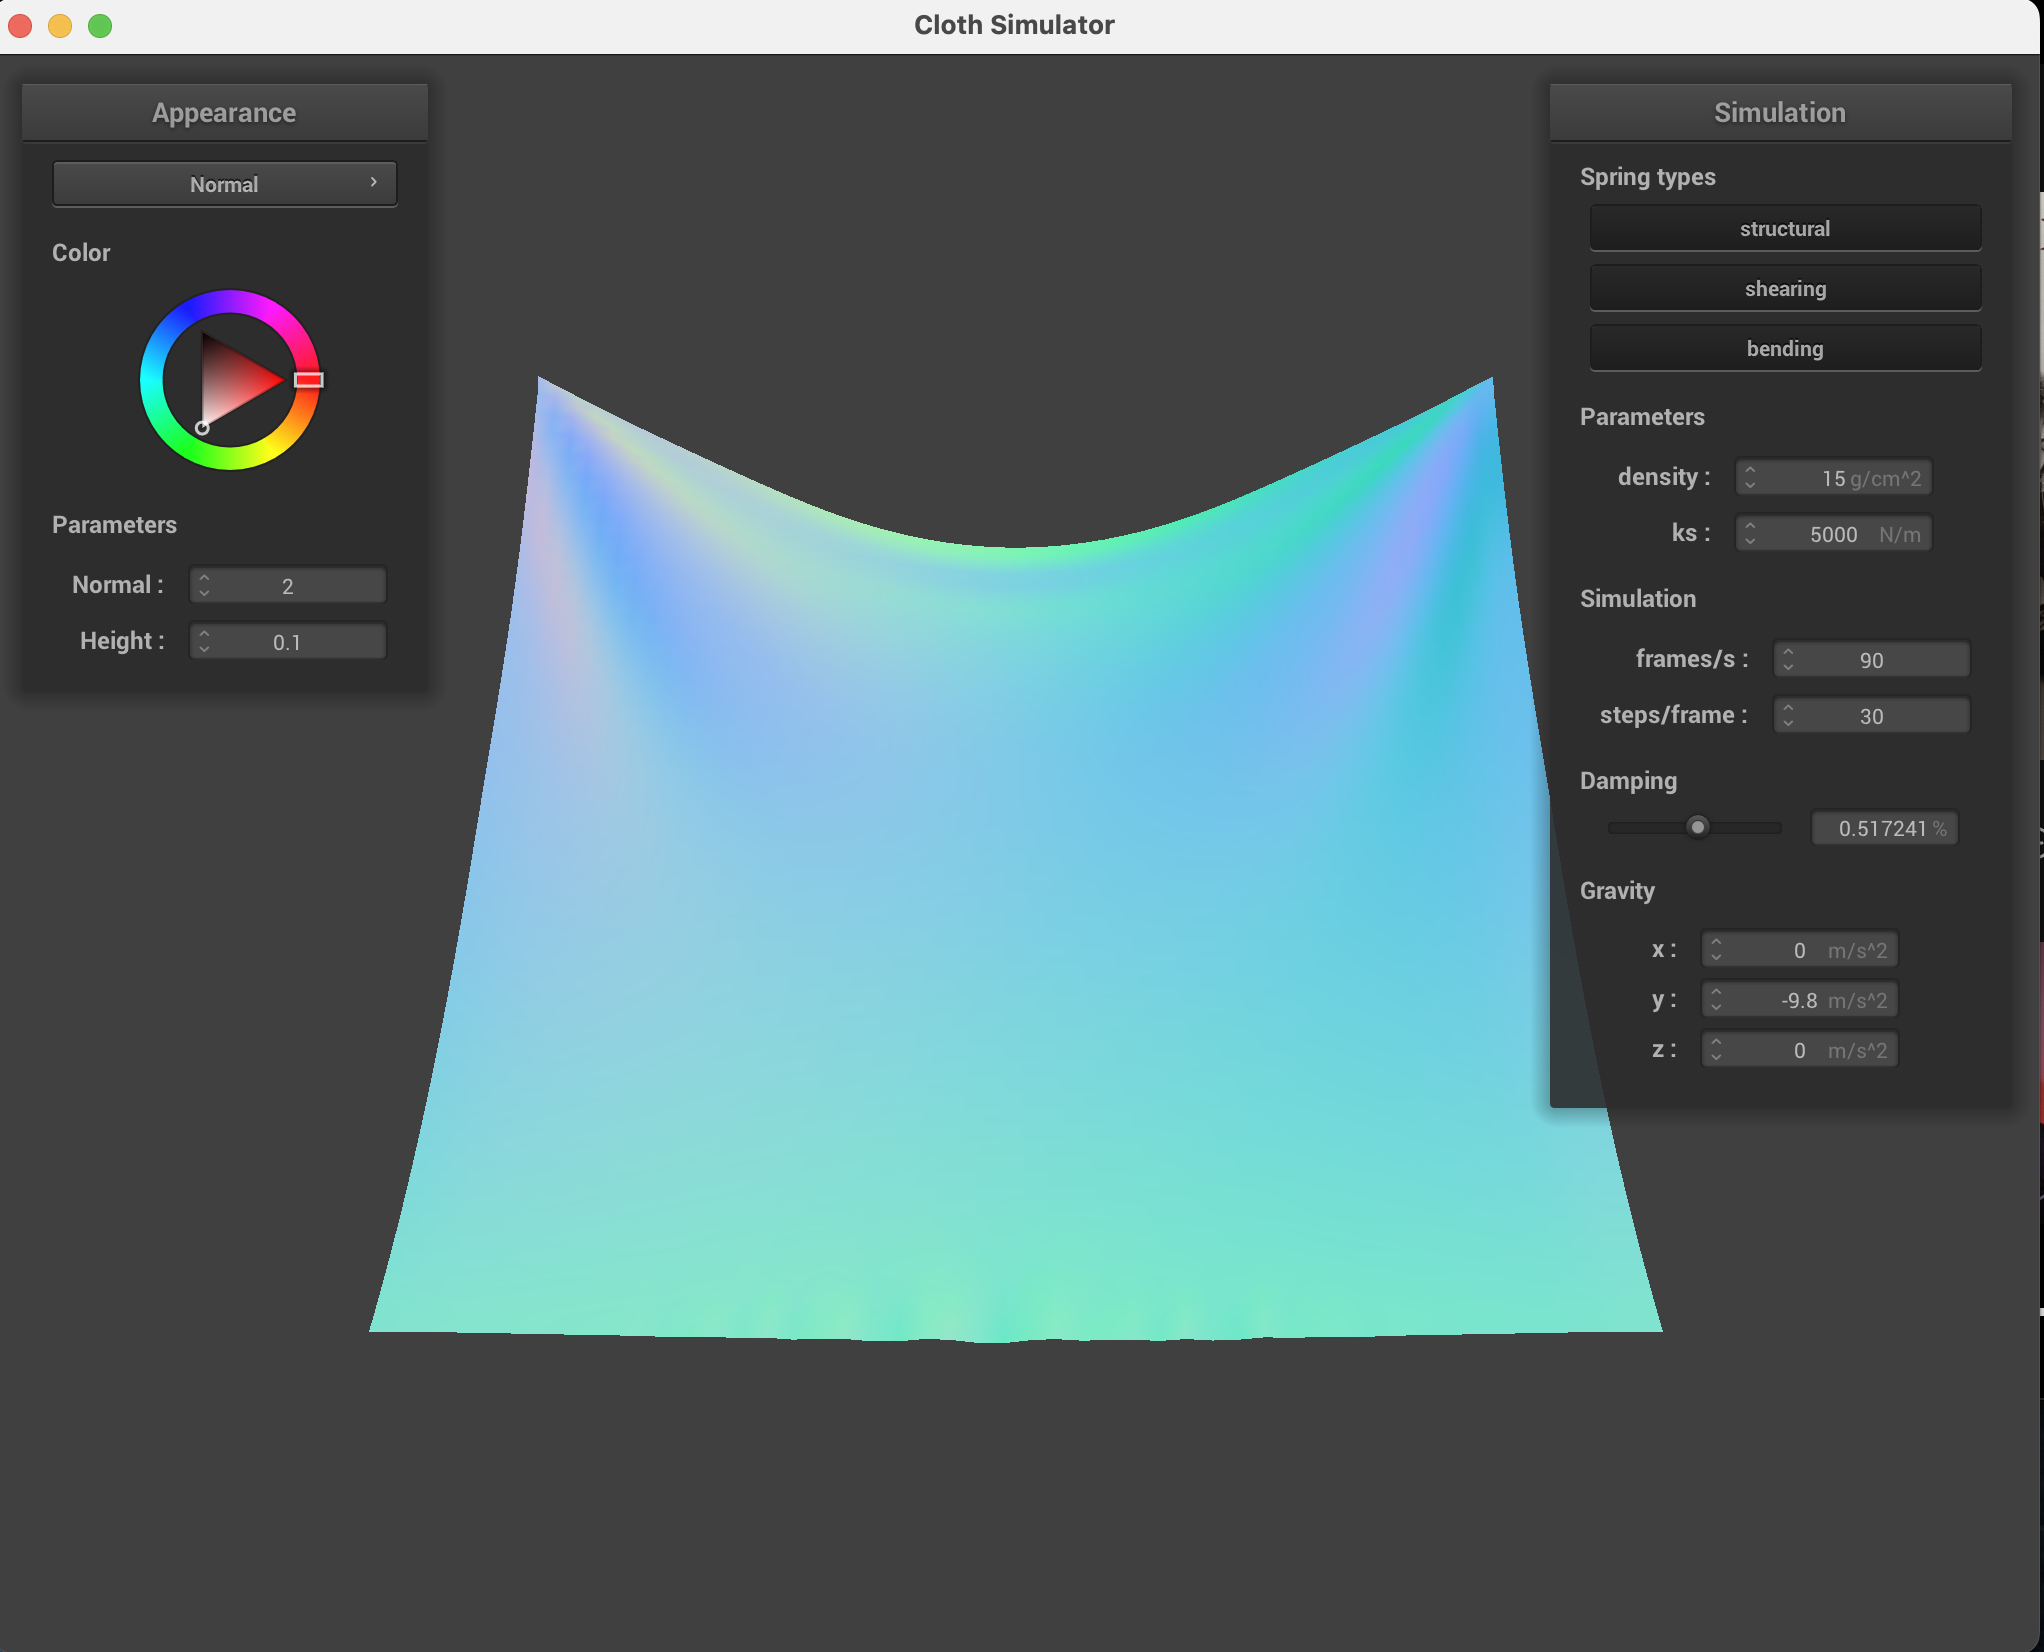 Cloth Simulator
Appearance
Normal
Color
Parameters
Normal : 2
Height : 0.1
Simulation
Spring types
structural
shearing
bending
Parameters
density : 15 g/cm^2
ks : 5000 N/m
Simulation
frames/s : 90
steps/frame : 30
Damping
0.517241 %
Gravity
x : 0 m/s^2
y : -9.8 m/s^2
z : 0 m/s^2